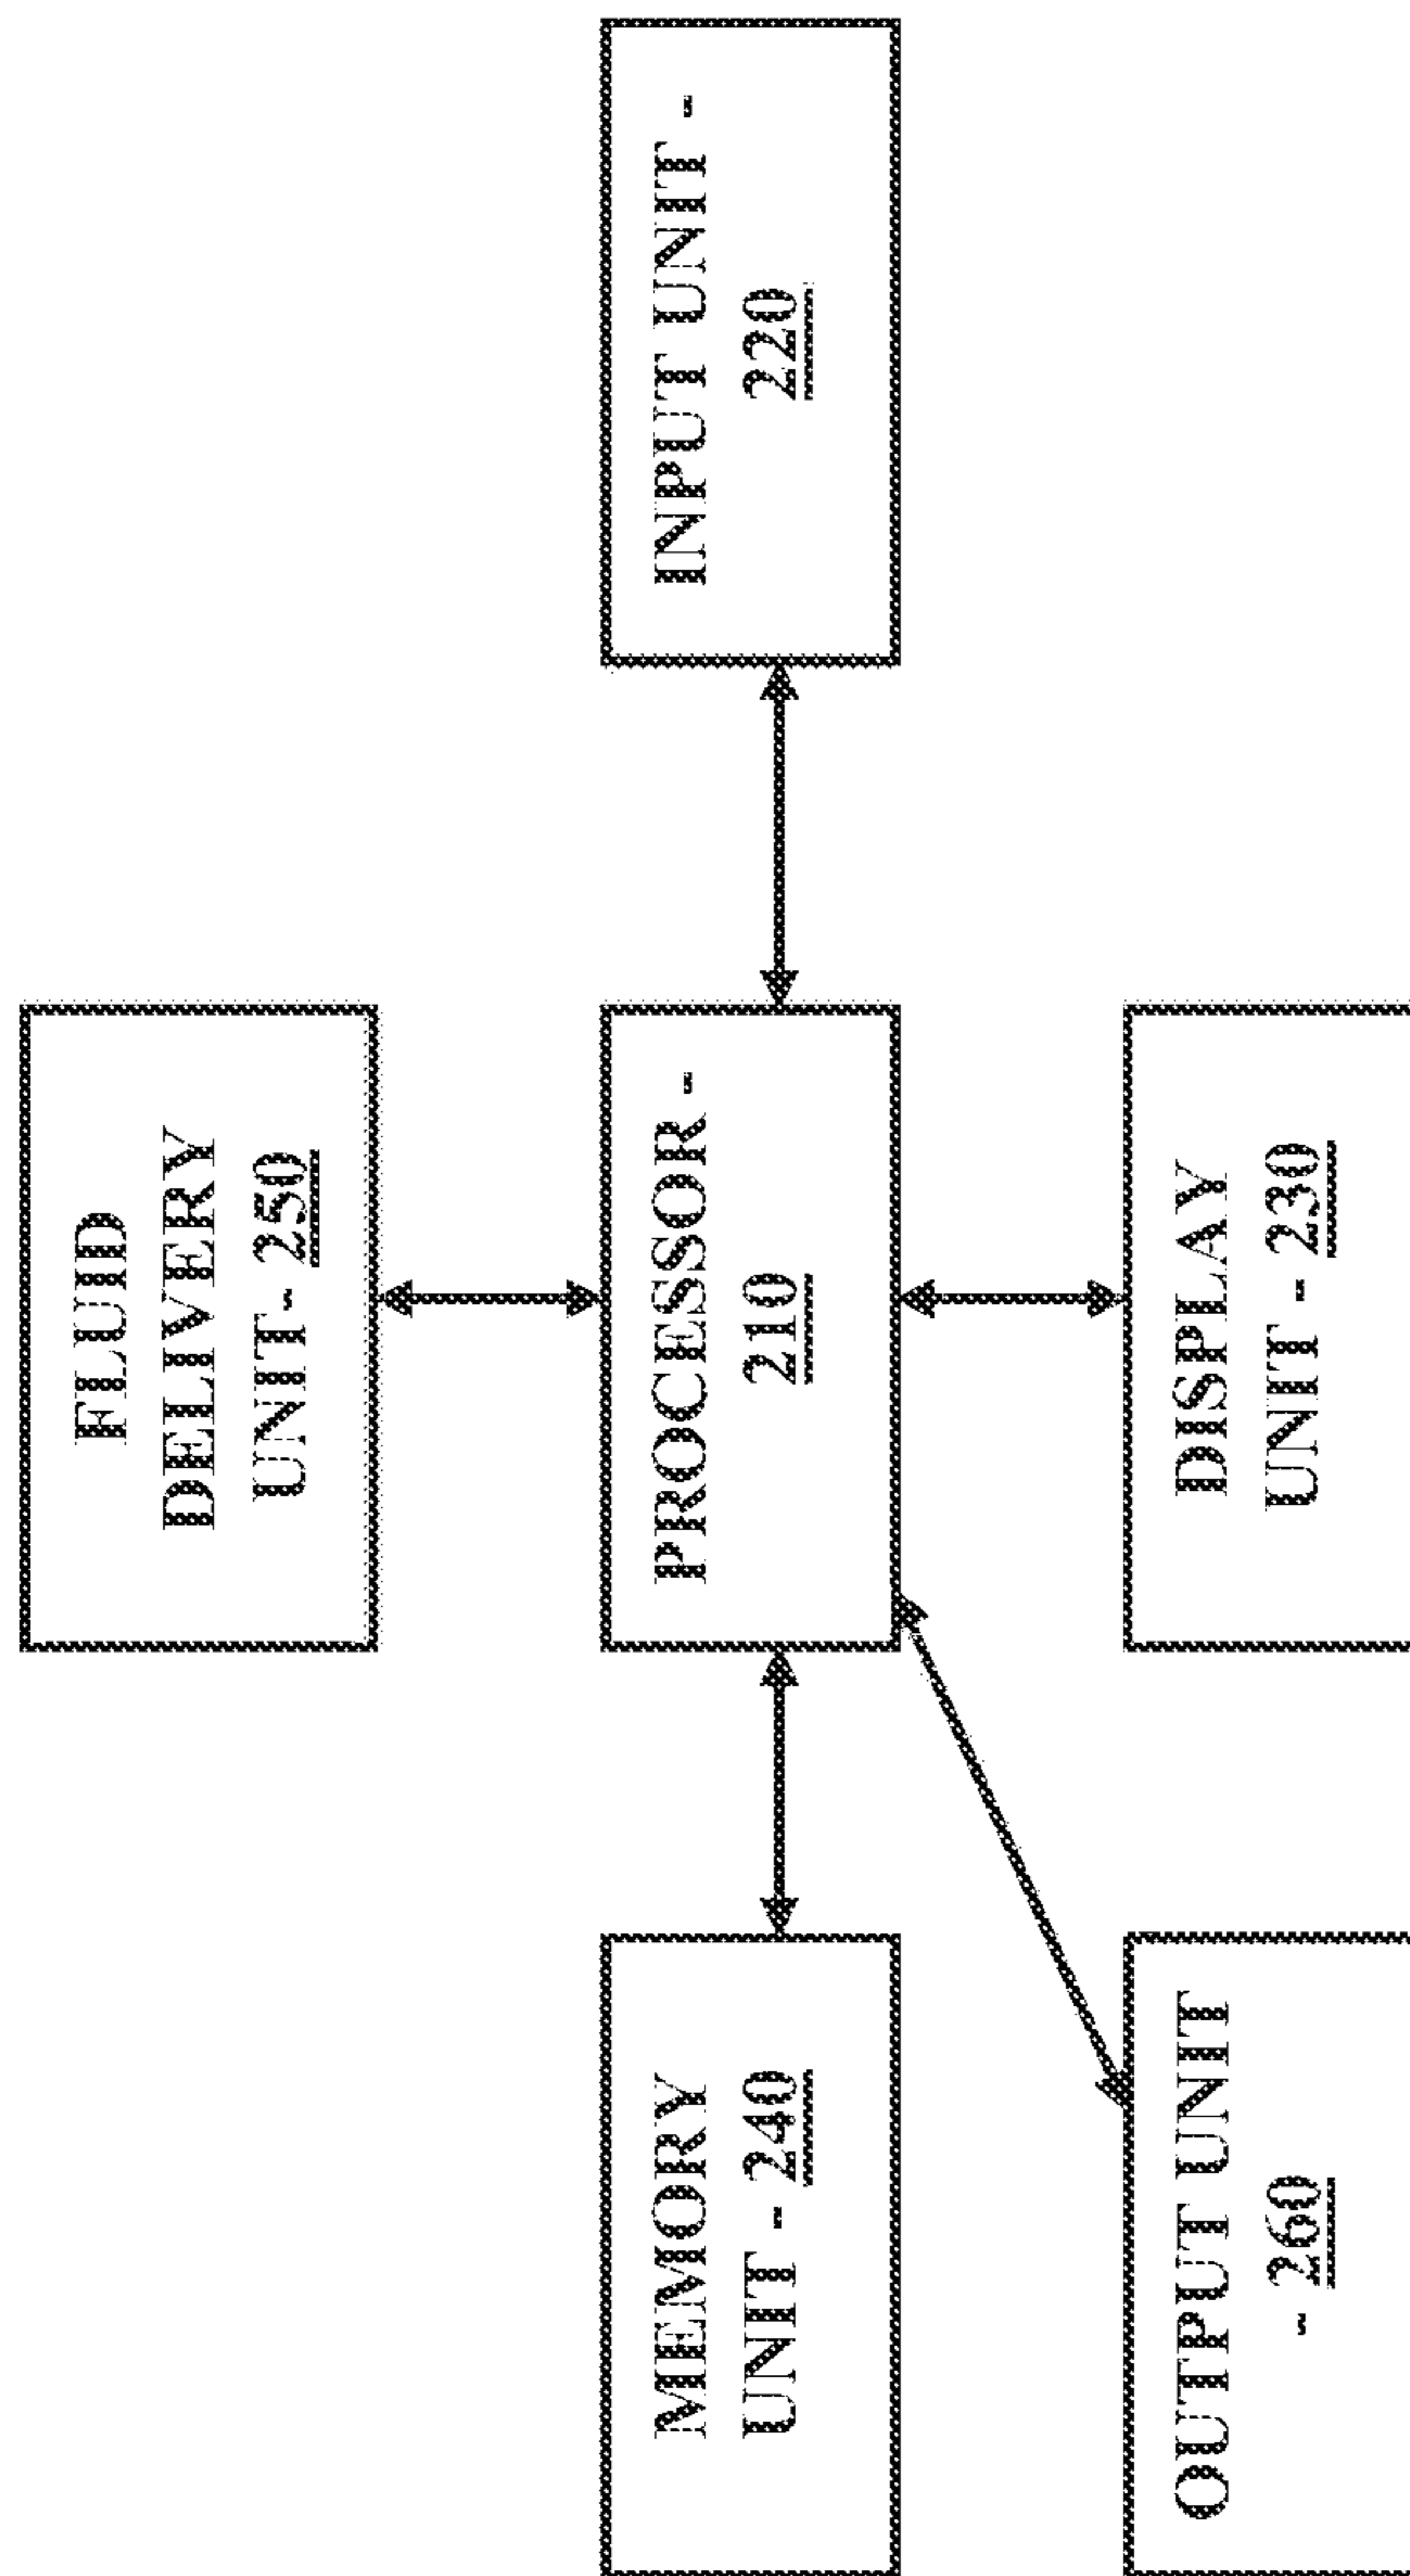 FLUID
DELIVERY
UNIT- 250
MEMORY
UNIT - 240
PROCESSOR -
210
INPUT UNIT -
220
OUTPUT UNIT
- 260
DISPLAY
UNIT - 230